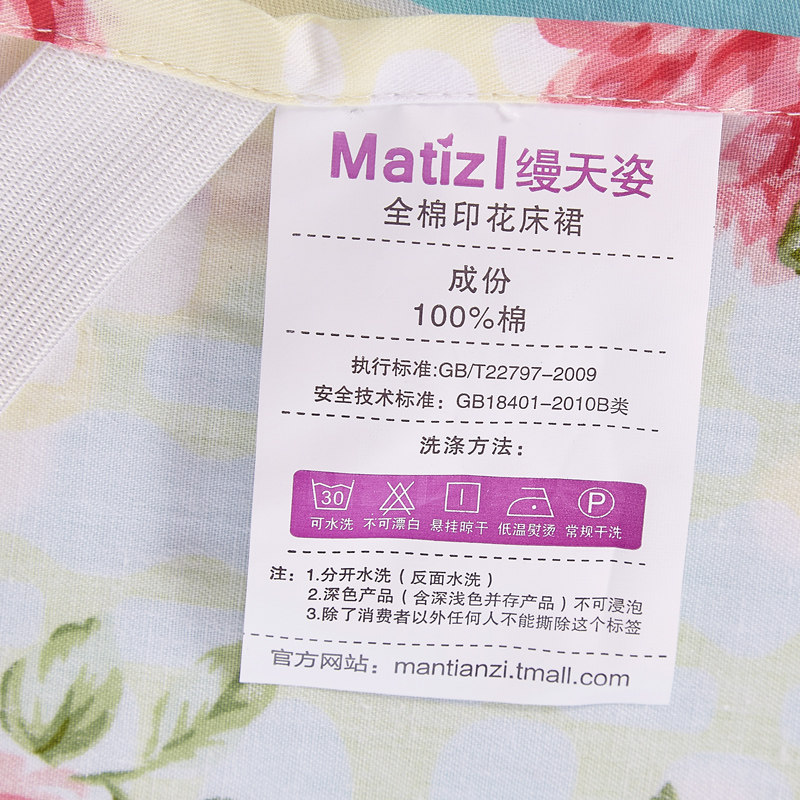 Matiz|缦天姿
全棉印花床裙
成份
100%棉
执行标准:GB/T22797-2009
安全技术标准：GB18401-2010B类
洗涤方法：
30 P
可水洗 不可漂白 悬挂晾干 低温熨烫 常规干洗
注：1.分开水洗（反面水洗）
2.深色产品（含深浅色并存产品）不可浸泡
3.除了消费者以外任何人不能撕除这个标签
官方网站：mantianzi.tmall.com